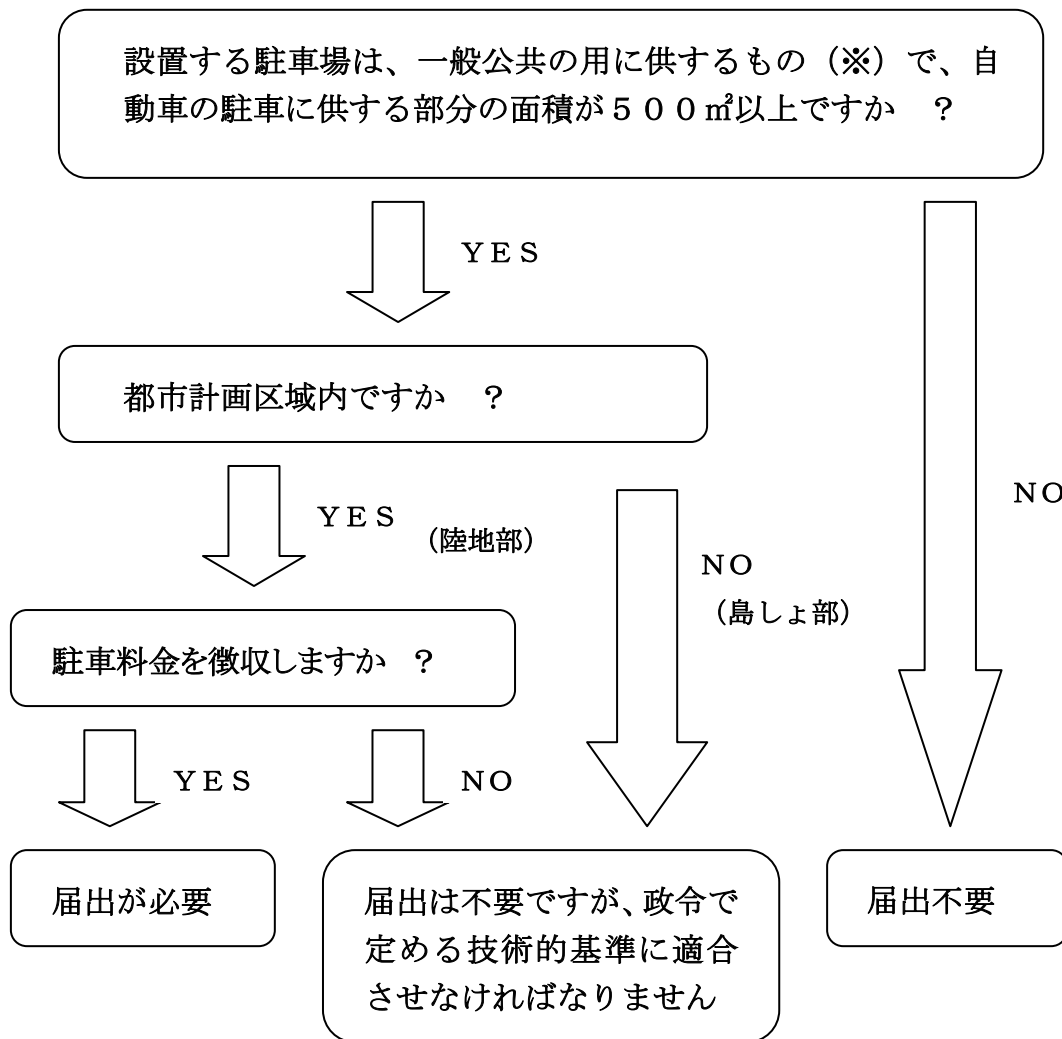 設置する駐車場は、一般公共の用に供するもの（※）で、自
動車の駐車に供する部分の面積が５００㎡以上ですか　？
ＹＥＳ
都市計画区域内ですか　？
ＮＯ
ＹＥＳ
（陸地部）
ＮＯ
（島しょ部）
駐車料金を徴収しますか　？
ＹＥＳ
ＮＯ
届出が必要
届出は不要ですが、政令で
定める技術的基準に適合
させなければなりません
届出不要